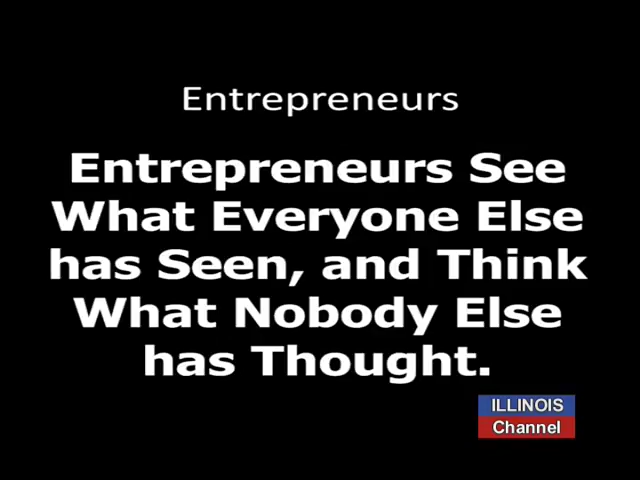 Entrepreneurs
Entrepreneurs See
What Everyone Else
has Seen, and Think
What Nobody Else
has Thought.
ILLINOIS
Channel